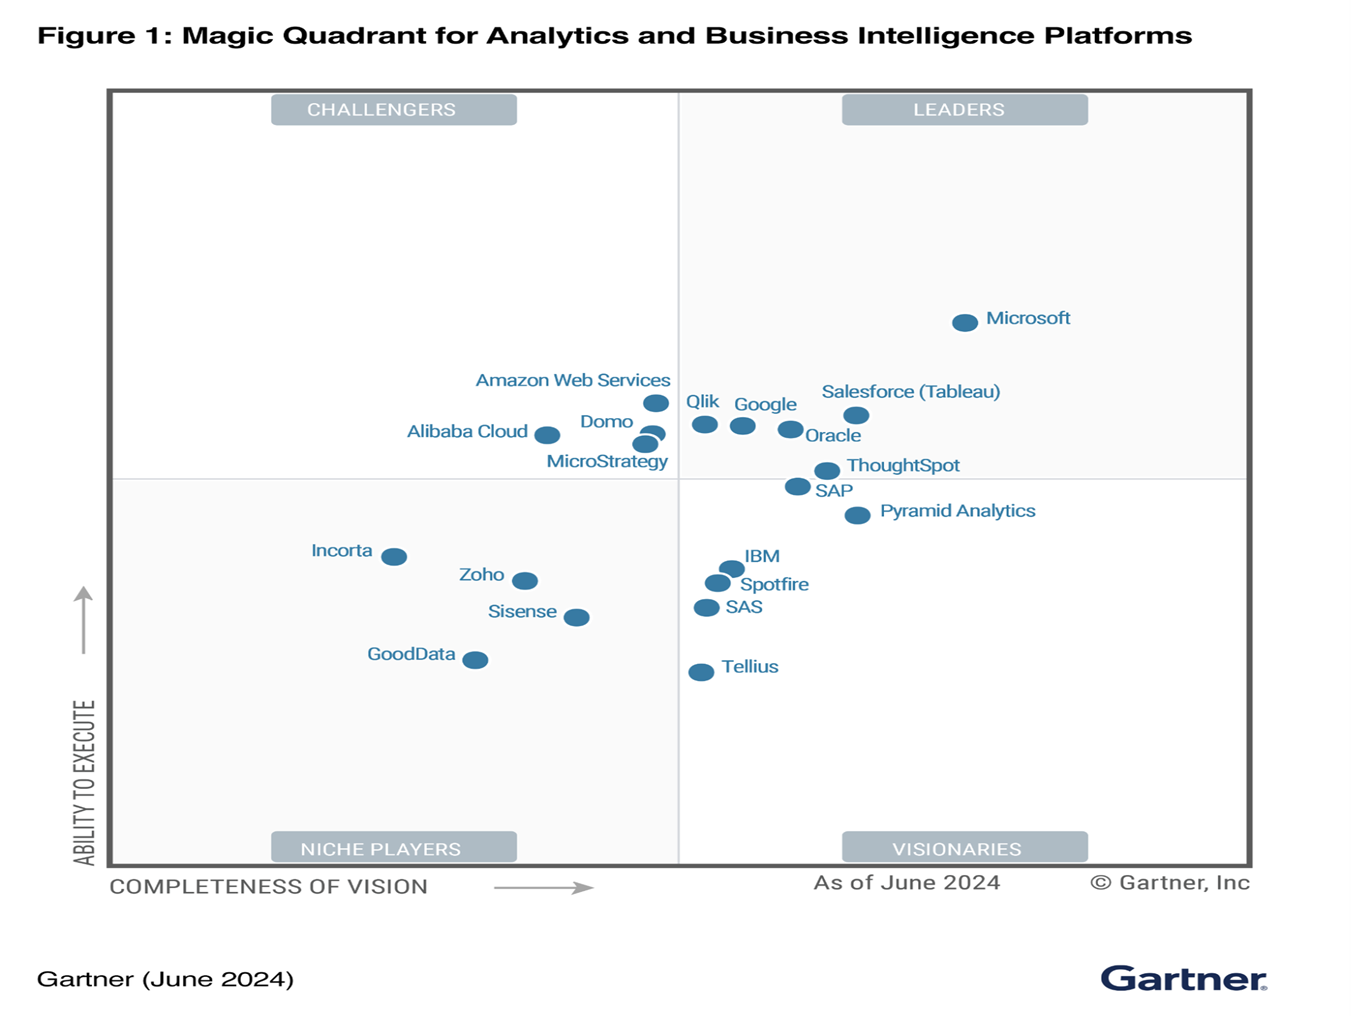 Figure 1: Magic Quadrant for Analytics and Business Intelligence Platforms
CHALLENGERS
LEADERS
Microsoft
Amazon Web Services
Salesforce (Tableau)
Qlik
Google
Domo
Alibaba Cloud
Oracle
MicroStrategy
ThoughtSpot
SAP
Pyramid Analytics
Incorta
IBM
Zoho
Spotfire
Sisense
SAS
GoodData
Tellius
ABILITY TO EXECUTE
NICHE PLAYERS
VISIONARIES
COMPLETENESS OF VISION
As of June 2024
© Gartner, Inc
Gartner (June 2024)
Gartner®